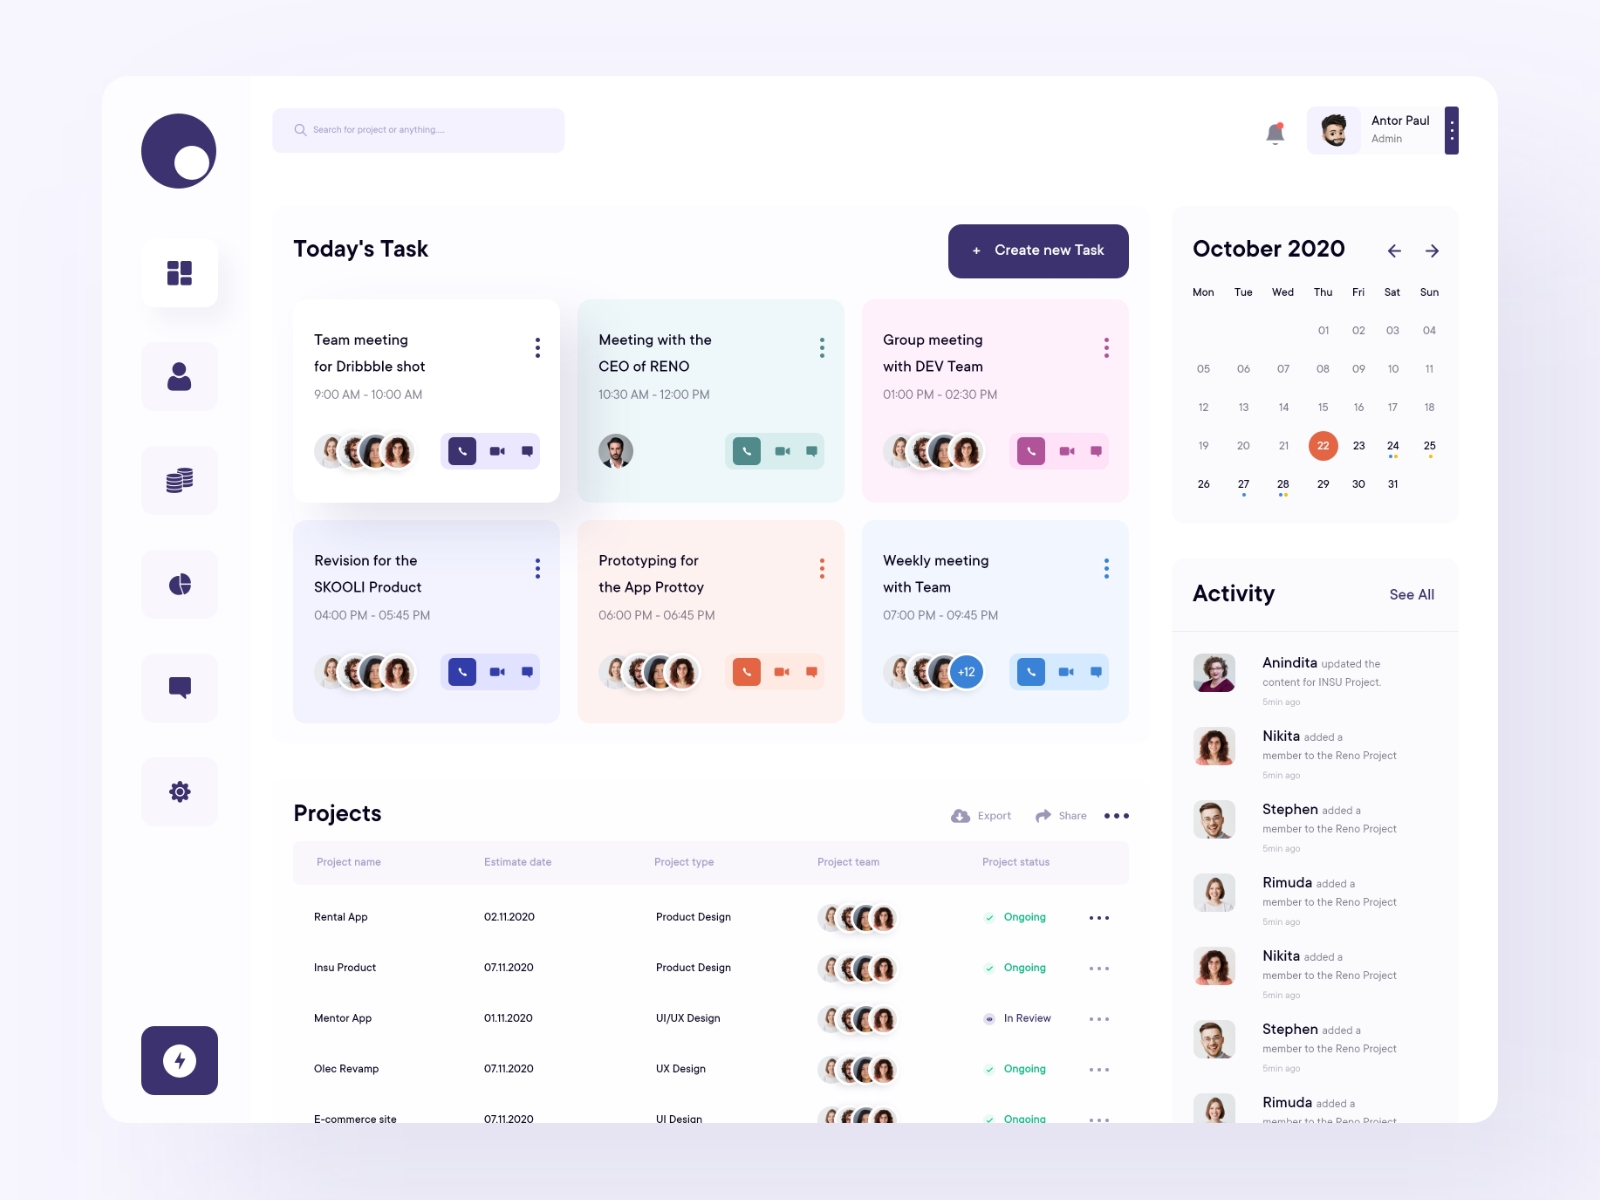 Search for project or anything....
Antor Paul
Admin
Today's Task
+ Create new Task
Team meeting
for Dribbble shot
9:00 AM - 10:00 AM
Meeting with the
CEO of RENO
10:30 AM - 12:00 PM
Group meeting
with DEV Team
01:00 PM - 02:30 PM
Revision for the
SKOOLI Product
04:00 PM - 05:45 PM
Prototyping for
the App Prottoy
06:00 PM - 06:45 PM
Weekly meeting
with Team
07:00 PM - 09:45 PM
+12
Projects
Export
Share
Project name Estimate date Project type Project team Project status
Rental App 02.11.2020 Product Design Ongoing
Insu Product 07.11.2020 Product Design Ongoing
Mentor App 01.11.2020 UI/UX Design In Review
Olec Revamp 07.11.2020 UX Design Ongoing
E-commerce site 07.11.2020 UI Design Ongoing
October 2020
Mon Tue Wed Thu Fri Sat Sun
01 02 03 04
05 06 07 08 09 10 11
12 13 14 15 16 17 18
19 20 21 22 23 24 25
26 27 28 29 30 31
Activity
See All
Anindita updated the
content for INSU Project.
5min ago
Nikita added a
member to the Reno Project
5min ago
Stephen added a
member to the Reno Project
5min ago
Rimuda added a
member to the Reno Project
5min ago
Nikita added a
member to the Reno Project
5min ago
Stephen added a
member to the Reno Project
5min ago
Rimuda added a
member to the Reno Project